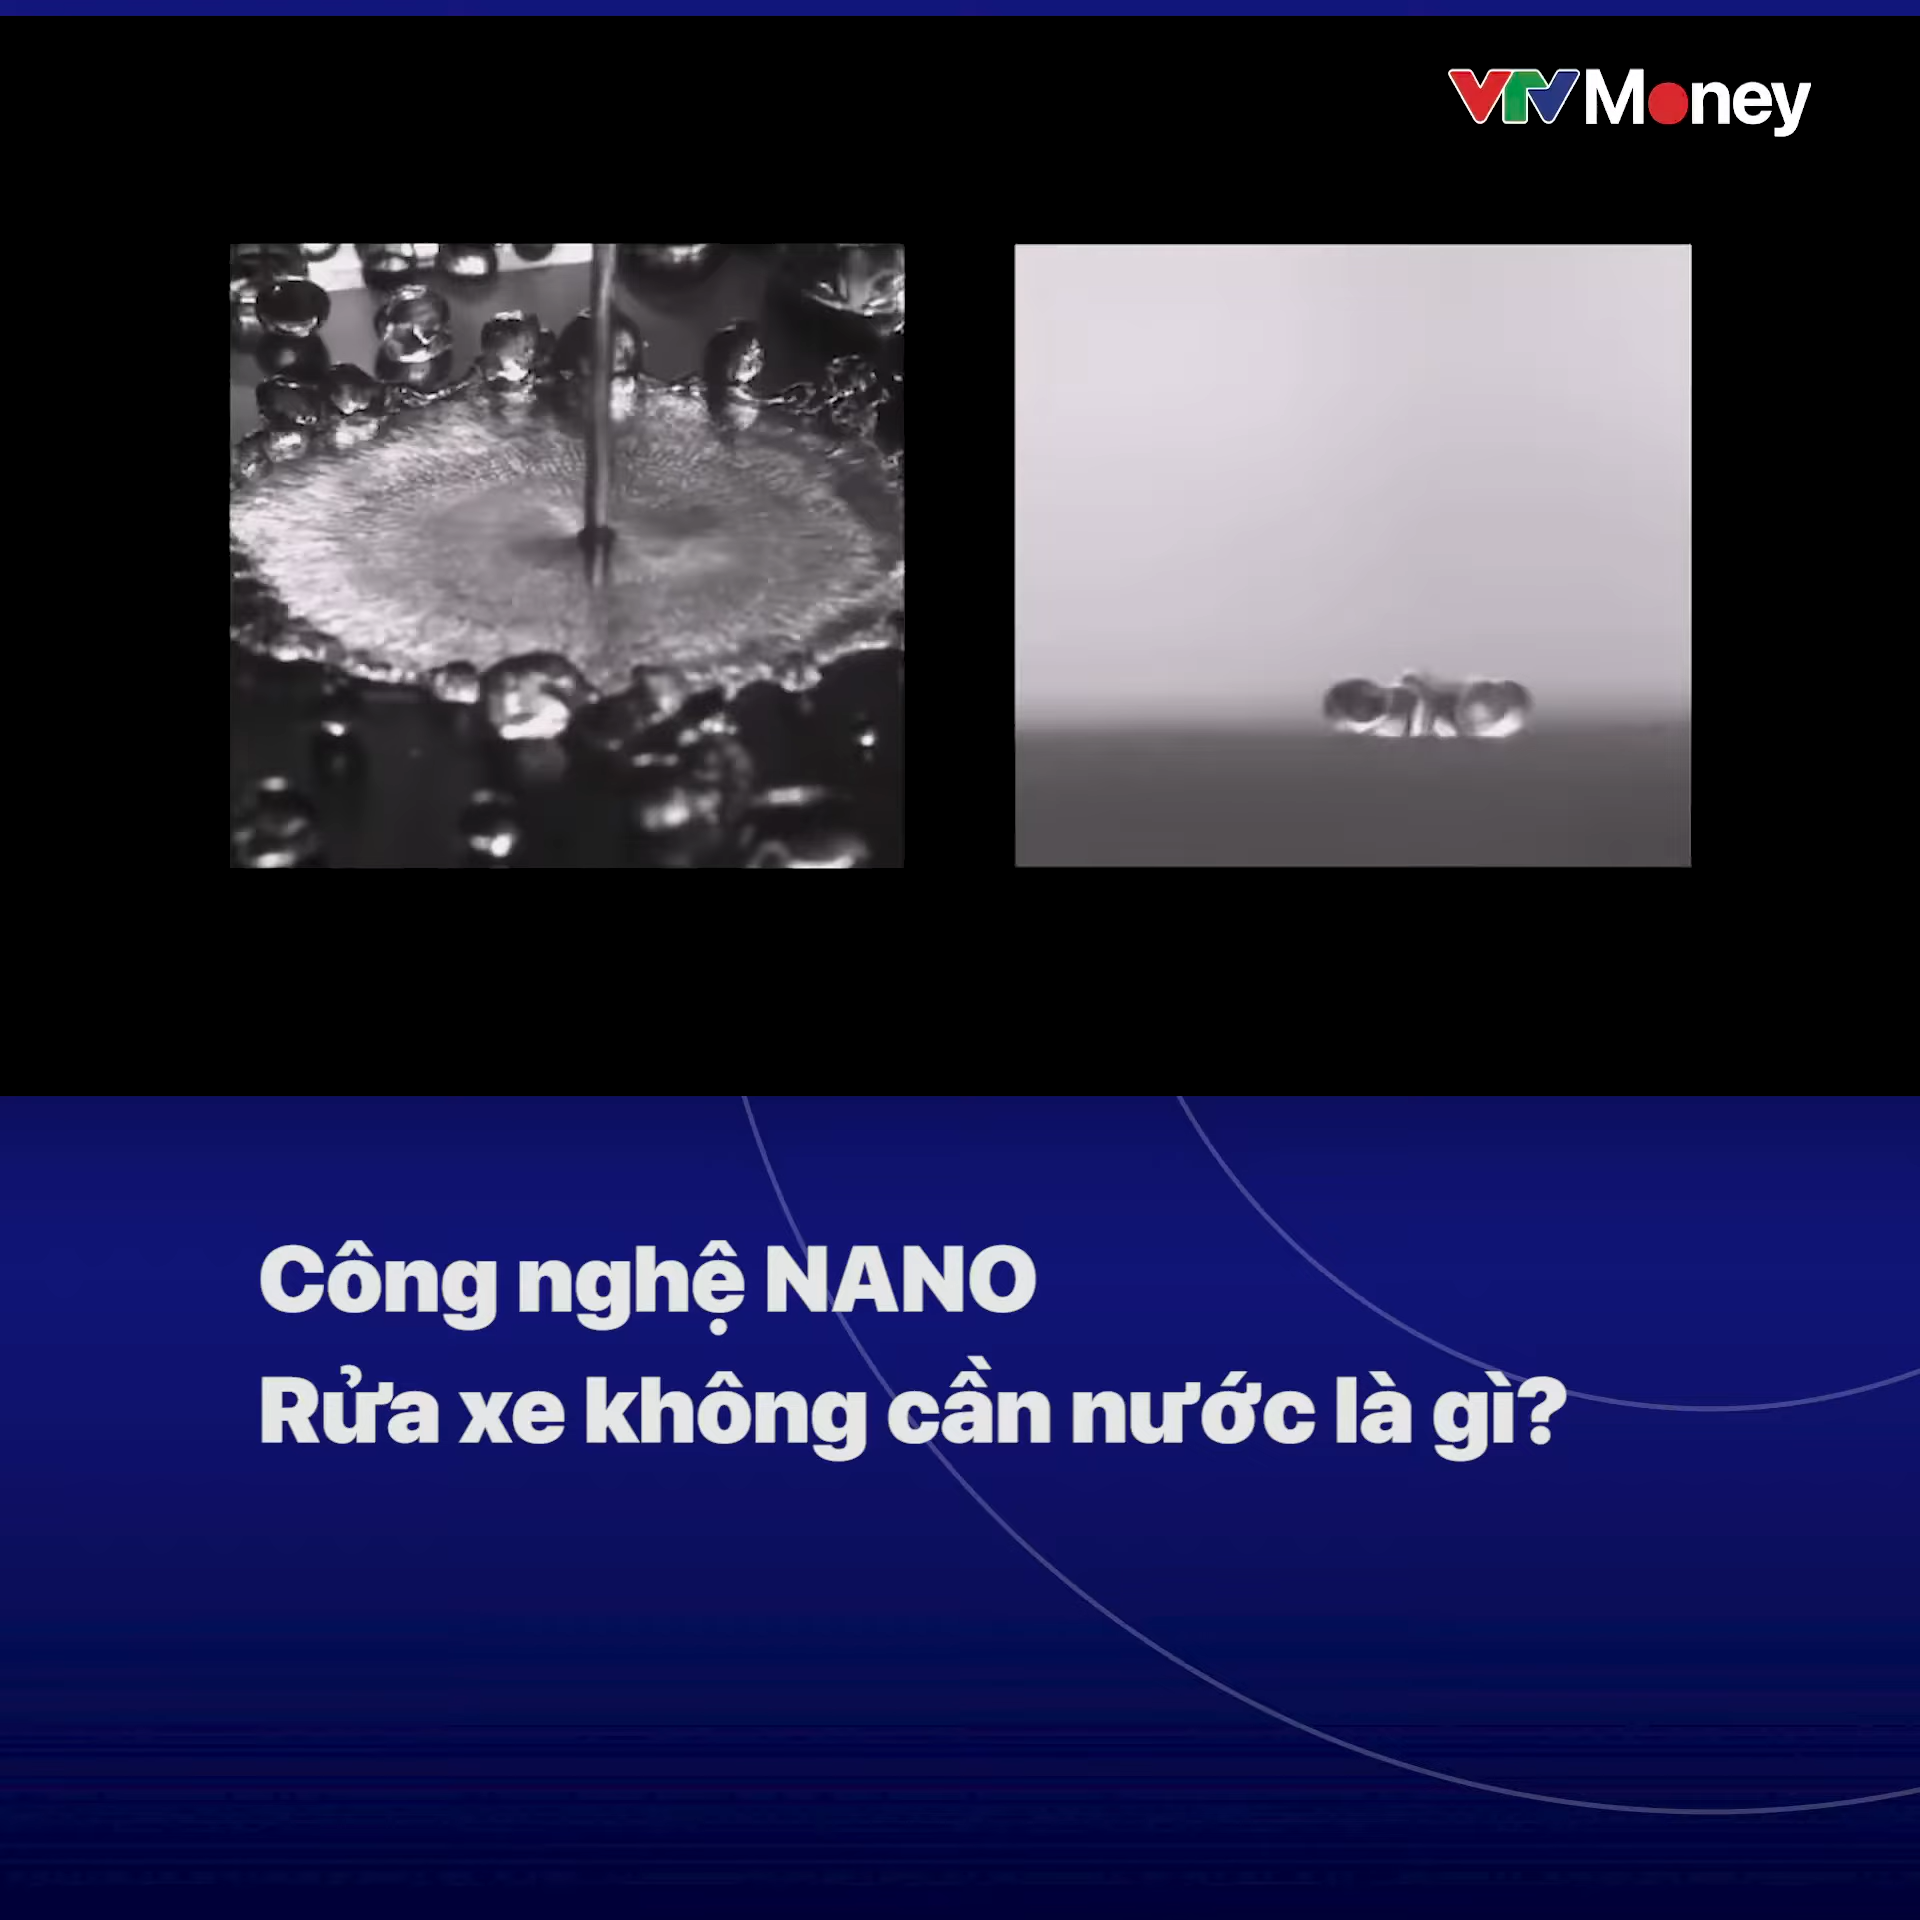 VTV Money
Công nghệ NANO
Rửa xe không cần nước là gì?